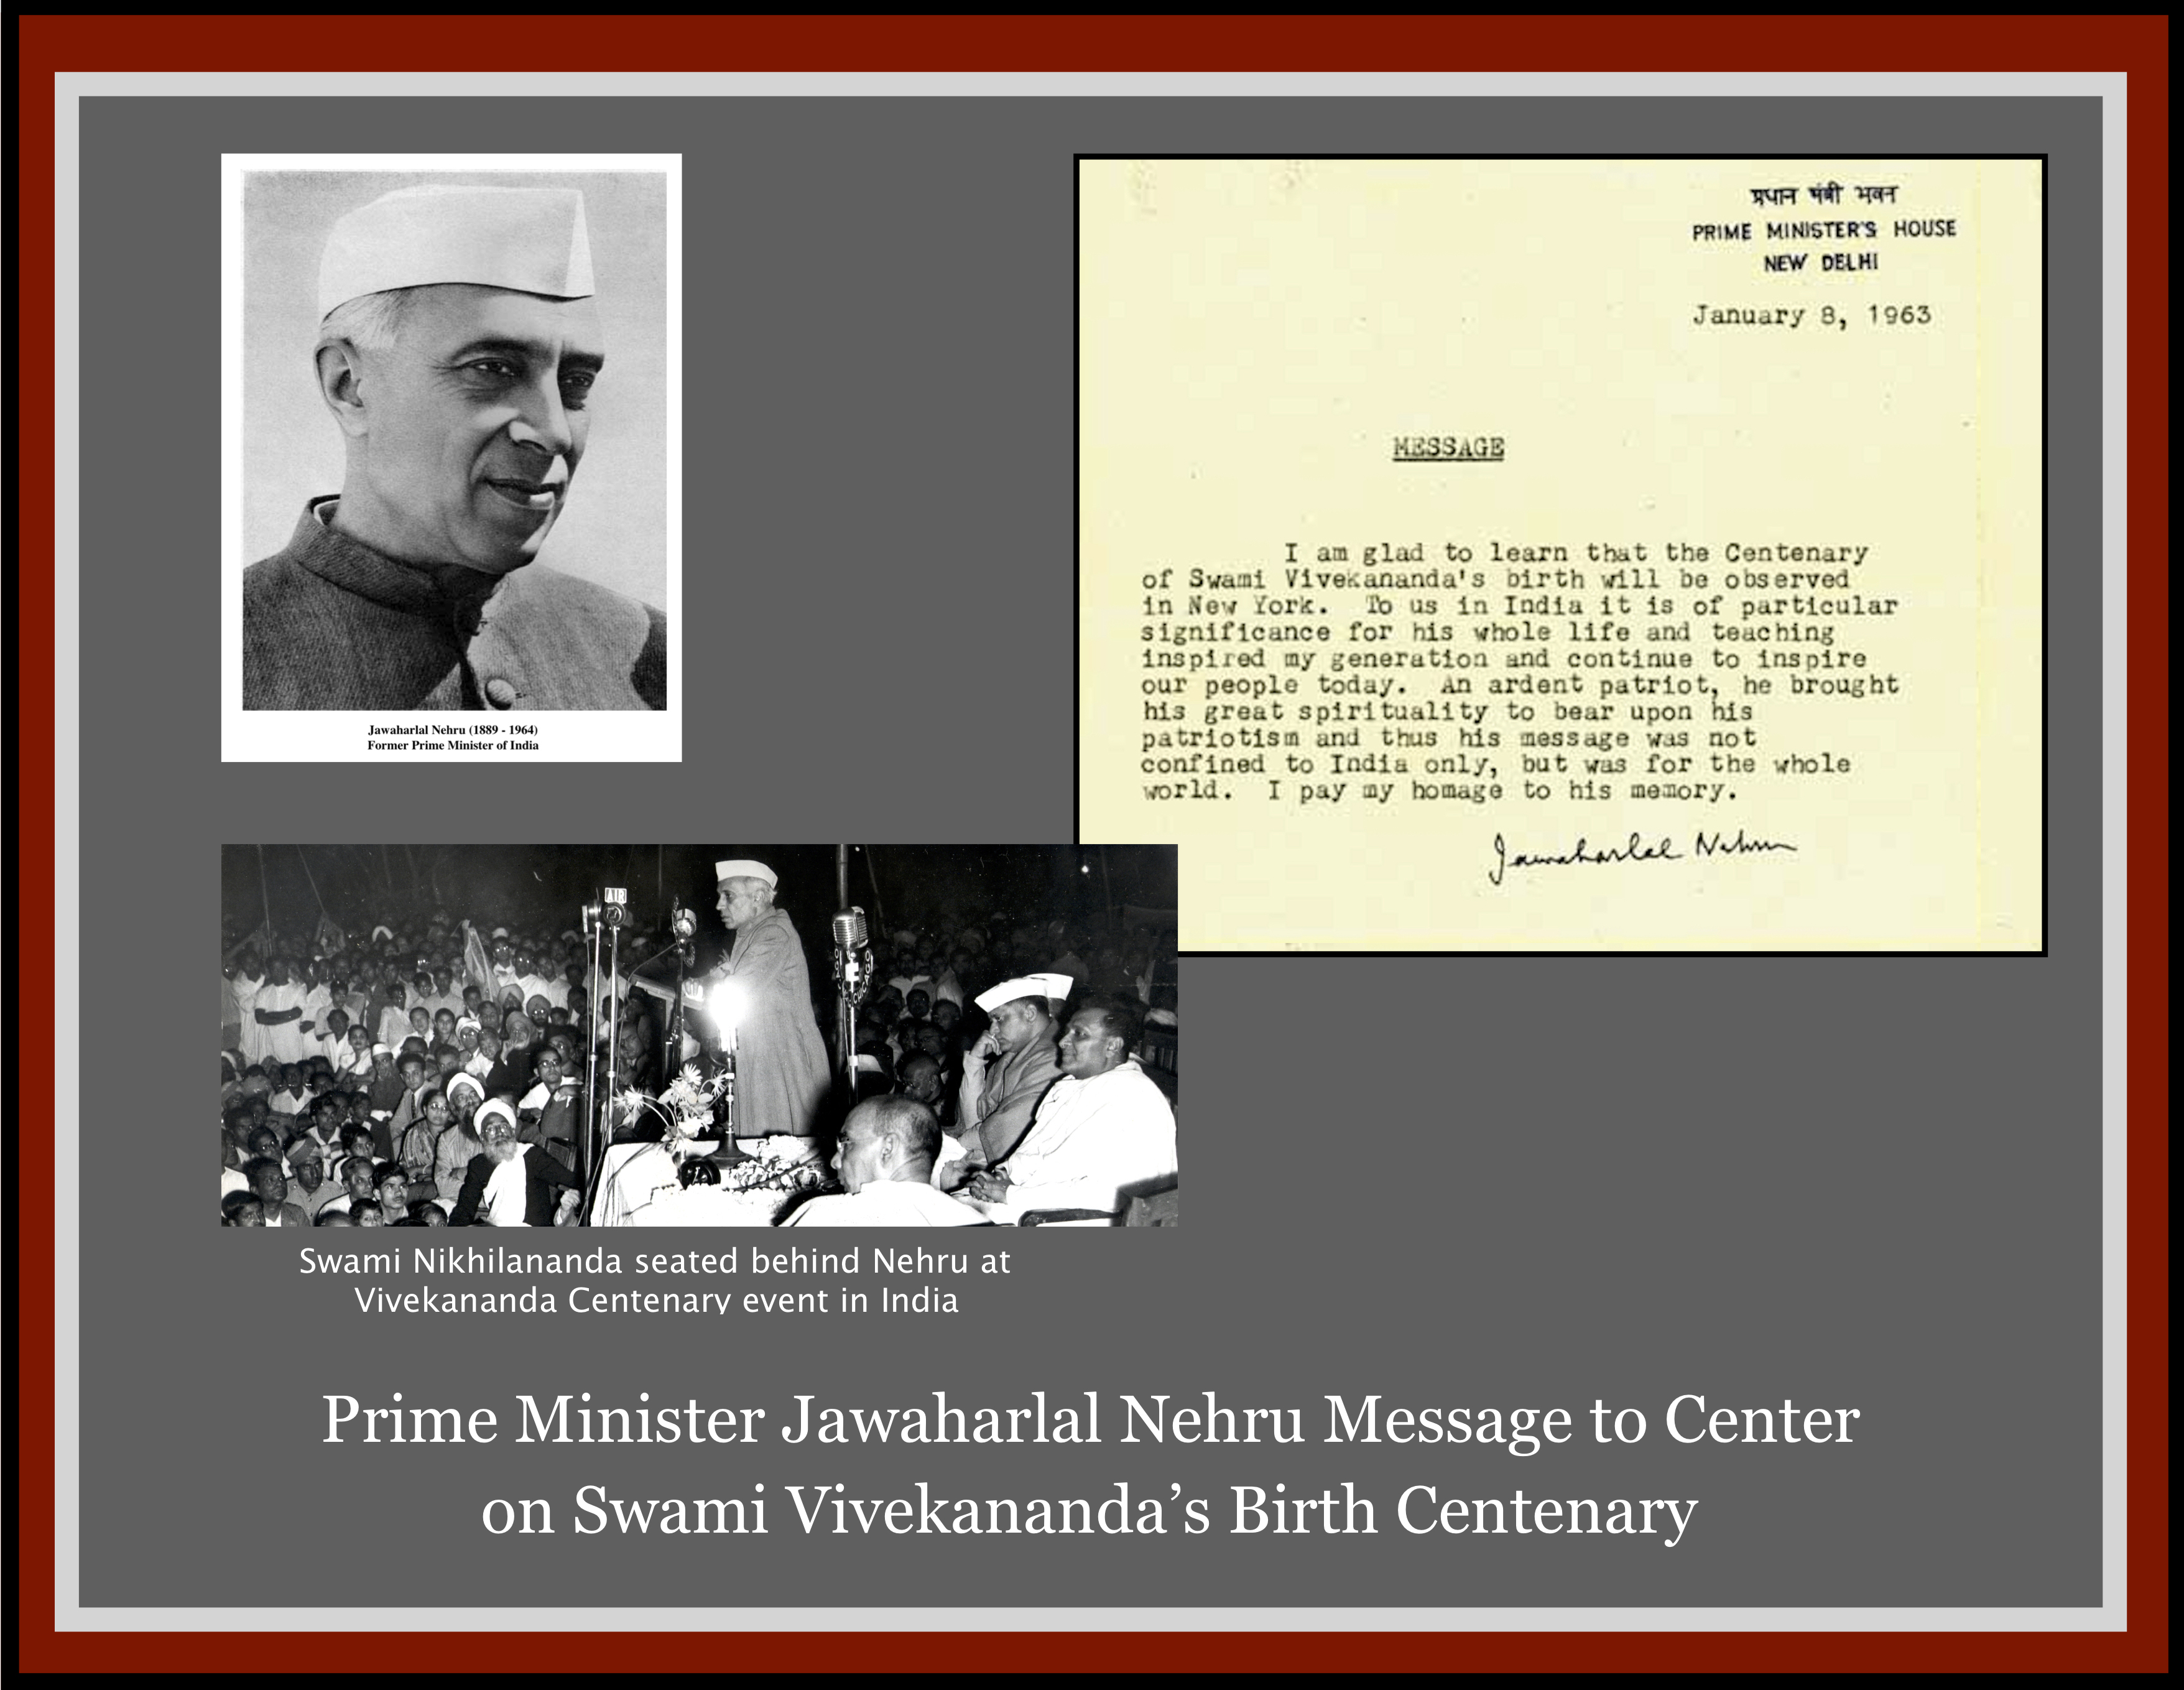 Jawaharlal Nehru (1889 - 1964)
Former Prime Minister of India
प्रधान मंत्री भवन
PRIME MINISTER'S HOUSE
NEW DELHI
January 8, 1963
MESSAGE
I am glad to learn that the Centenary
of Swami Vivekananda's birth will be observed
in New York. To us in India it is of particular
significance for his whole life and teaching
inspired my generation and continue to inspire
our people today. An ardent patriot, he brought
his great spirituality to bear upon his
patriotism and thus his message was not
confined to India only, but was for the whole
world. I pay my homage to his memory.
Jawaharlal Nehru
AIR
Swami Nikhilananda seated behind Nehru at
Vivekananda Centenary event in India
Prime Minister Jawaharlal Nehru Message to Center
on Swami Vivekananda’s Birth Centenary